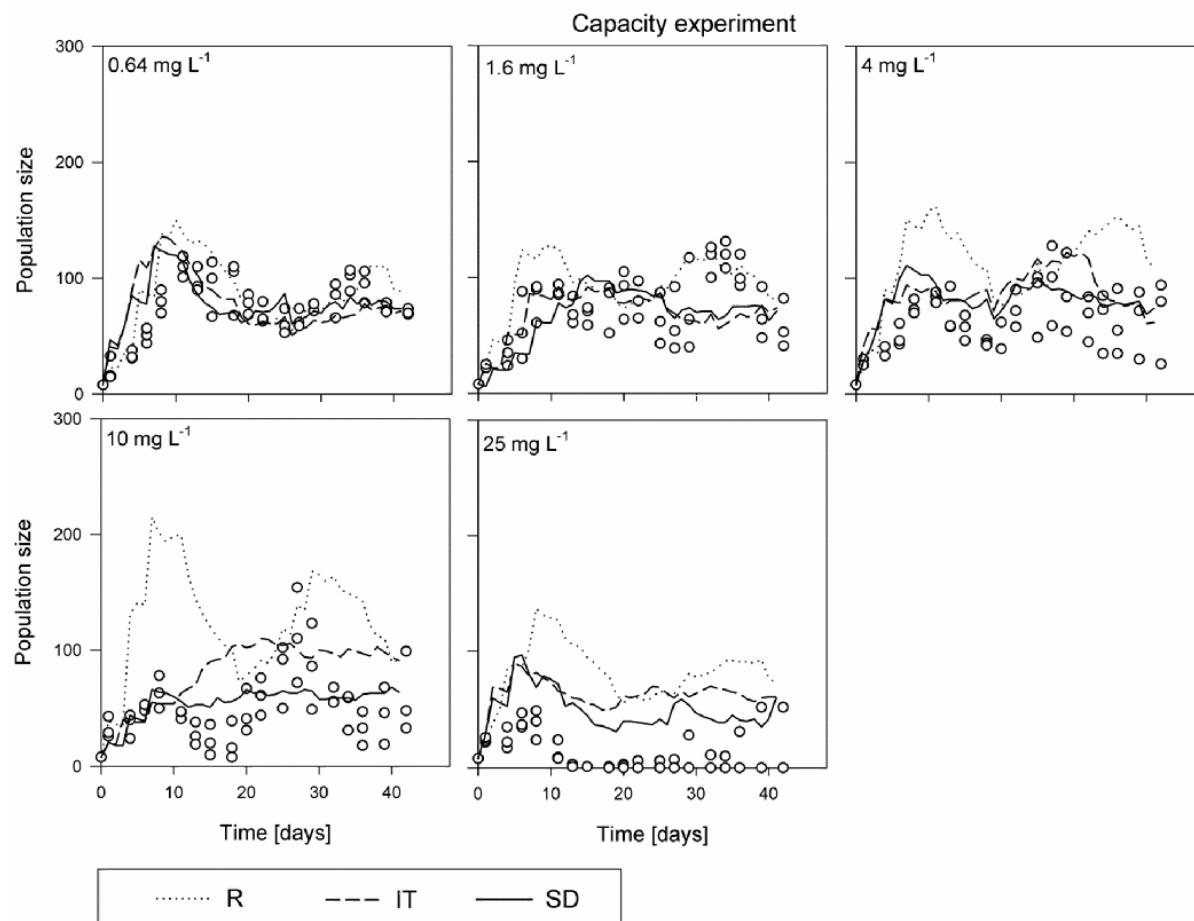 Capacity experiment
300
0.64 mg L⁻¹
1.6 mg L⁻¹
4 mg L⁻¹
200
100
0
Population size
300
10 mg L⁻¹
25 mg L⁻¹
200
100
0
Population size
0 10 20 30 40
0 10 20 30 40
Time [days]
Time [days]
R IT SD